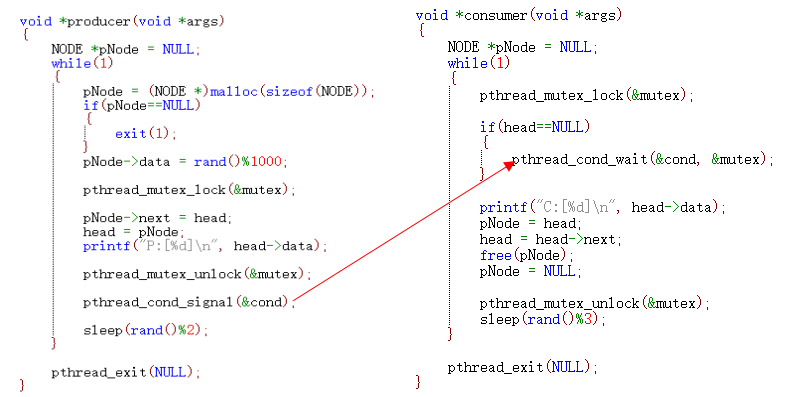 void *producer(void *args)
{
    NODE *pNode = NULL;
    while(1)
    {
        pNode = (NODE *)malloc(sizeof(NODE));
        if(pNode==NULL)
        {
            exit(1);
        }
        pNode->data = rand()%1000;
        pthread_mutex_lock(&mutex);
        pNode->next = head;
        head = pNode;
        printf("P:[%d]\n", head->data);
        pthread_mutex_unlock(&mutex);
        pthread_cond_signal(&cond);
        sleep(rand()%2);
    }
    pthread_exit(NULL);
}
void *consumer(void *args)
{
    NODE *pNode = NULL;
    while(1)
    {
        pthread_mutex_lock(&mutex);
        if(head==NULL)
        {
            pthread_cond_wait(&cond, &mutex);
        }
        printf("C:[%d]\n", head->data);
        pNode = head;
        head = head->next;
        free(pNode);
        pNode = NULL;
        pthread_mutex_unlock(&mutex);
        sleep(rand()%3);
    }
    pthread_exit(NULL);
}